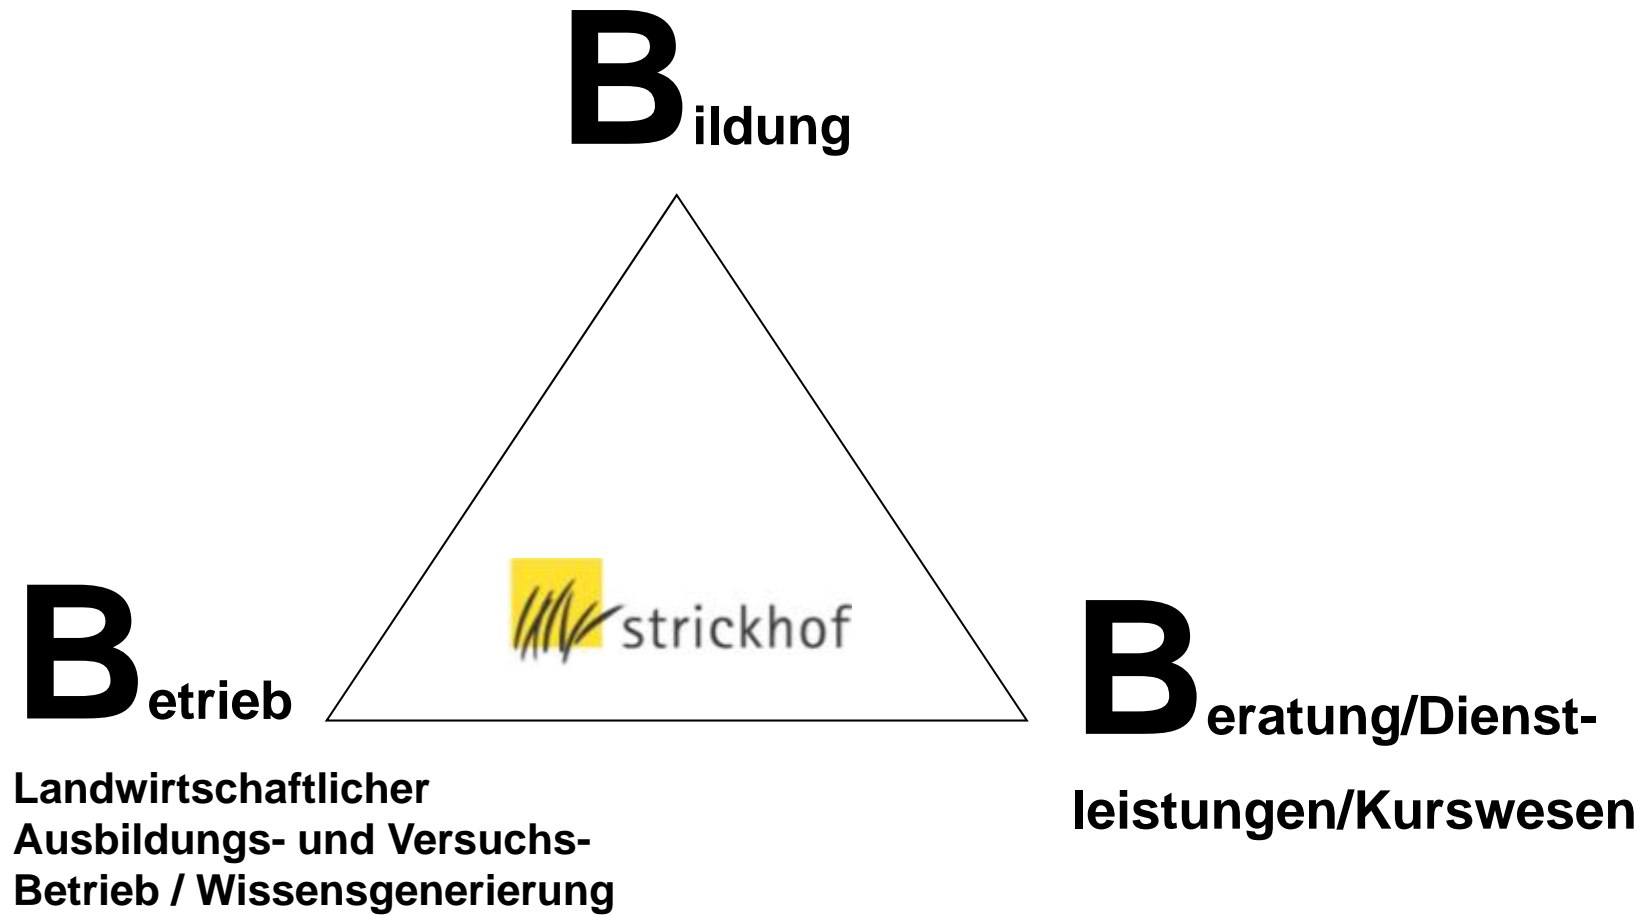 Bildung
strickhof
Betrieb
Landwirtschaftlicher
Ausbildungs- und Versuchs-
Betrieb / Wissensgenerierung
Beratung/Dienst-
leistungen/Kurswesen